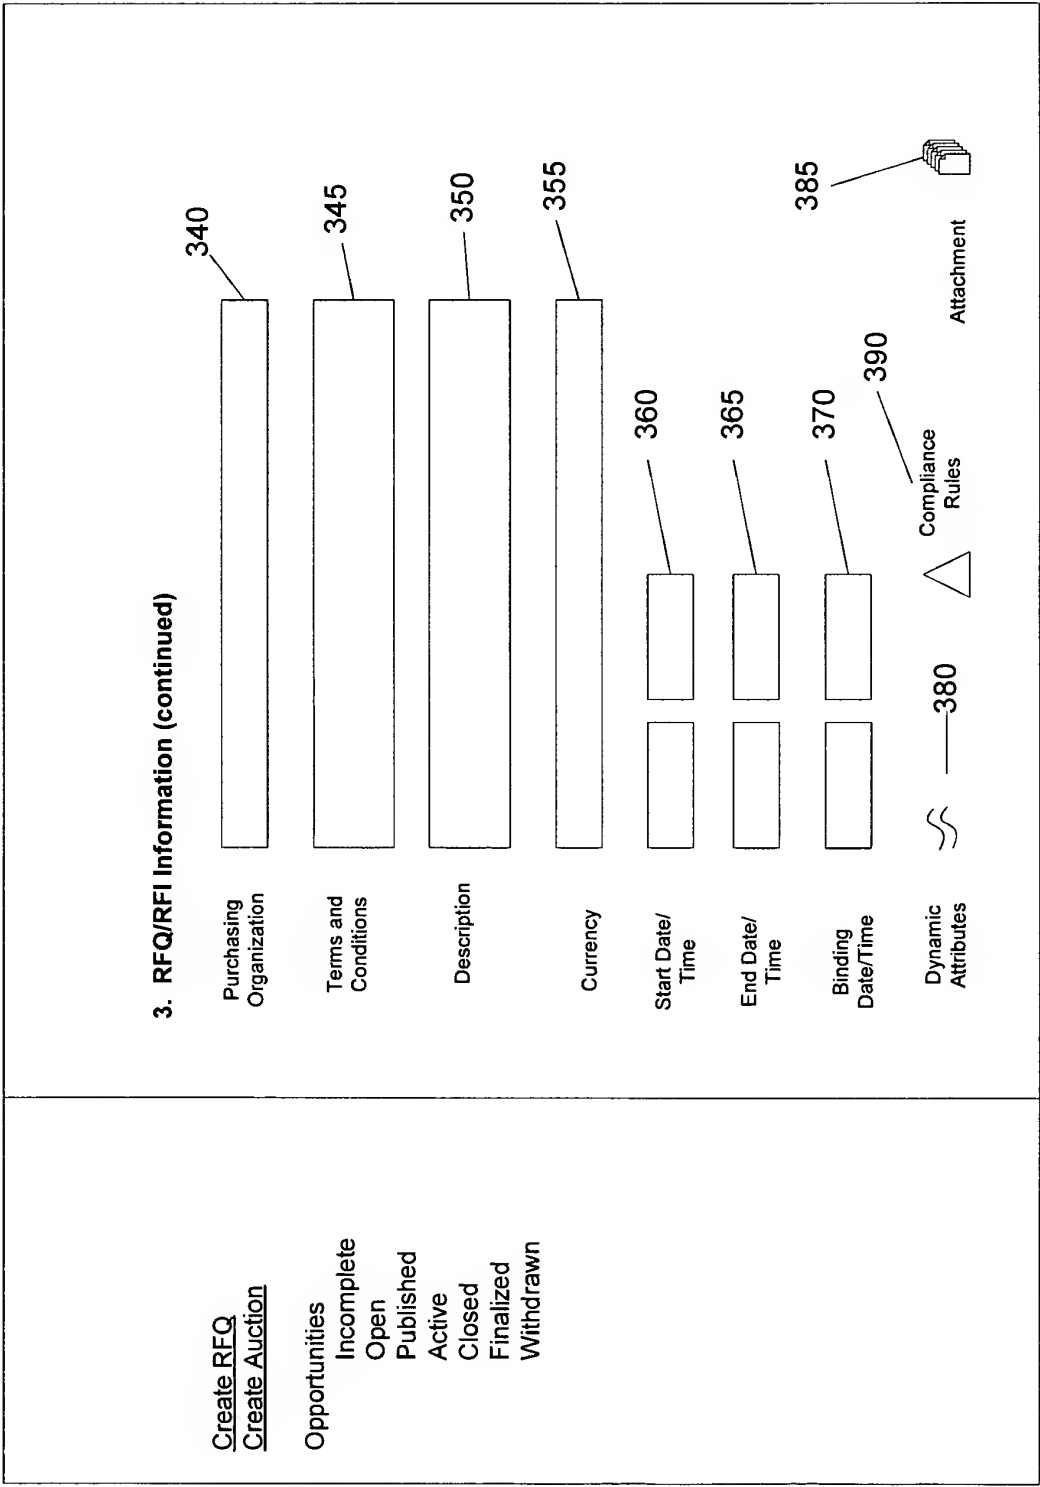 Create RFQ
Create Auction
Opportunities
Incomplete
Open
Published
Active
Closed
Finalized
Withdrawn
3. RFQ/RFI Information (continued)
Purchasing
Organization
340
Terms and
Conditions
345
Description
350
Currency
355
Start Date/
Time
360
End Date/
Time
365
Binding
Date/Time
370
Dynamic
Attributes
380
Compliance
Rules
390
Attachment
385